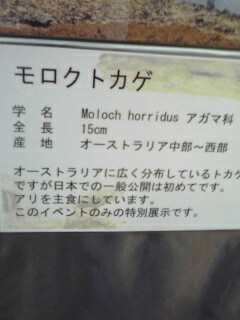 モロクトカゲ
学 名 Moloch horridus アガマ科
全 長 15cm
産 地 オーストラリア中部～西部
オーストラリアに広く分布しているトカゲ
ですが日本での一般公開は初めてです。
アリを主食にしています。
このイベントのみの特別展示です。